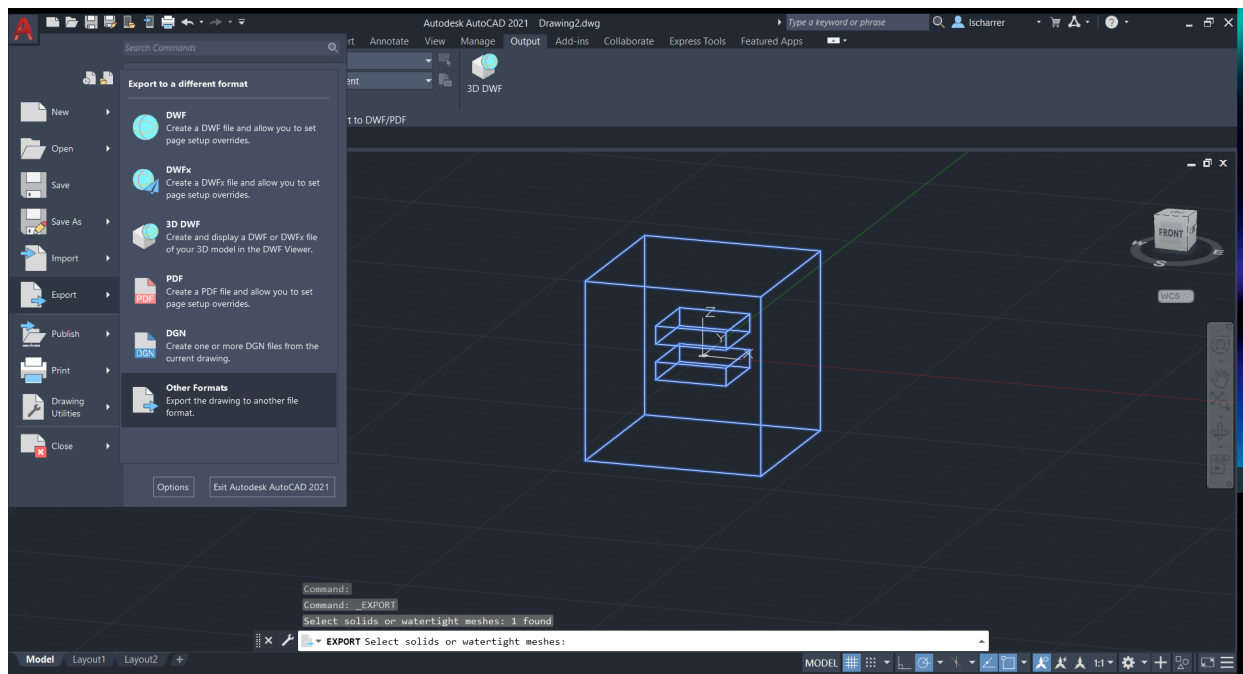 Autodesk AutoCAD 2021 Drawing2.dwg
Type a keyword or phrase
lscharrer
Search Commands
rt Annotate View Manage Output Add-ins Collaborate Express Tools Featured Apps
ent
3D DWF
t to DWF/PDF
New
Open
Save
Save As
Import
Export
Publish
Print
Drawing
Utilities
Close
Export to a different format
DWF
Create a DWF file and allow you to set
page setup overrides.
DWFx
Create a DWFx file and allow you to set
page setup overrides.
3D DWF
Create and display a DWF or DWFx file
of your 3D model in the DWF Viewer.
PDF
PDF
Create a PDF file and allow you to set
page setup overrides.
DGN
DGN
Create one or more DGN files from the
current drawing.
Other Formats
Export the drawing to another file
format.
Options
Exit Autodesk AutoCAD 2021
FRONT
W
S
E
WCS
Z
Y
X
Command:
Command: _EXPORT
Select solids or watertight meshes: 1 found
EXPORT Select solids or watertight meshes:
Model Layout1 Layout2 +
MODEL
1:1